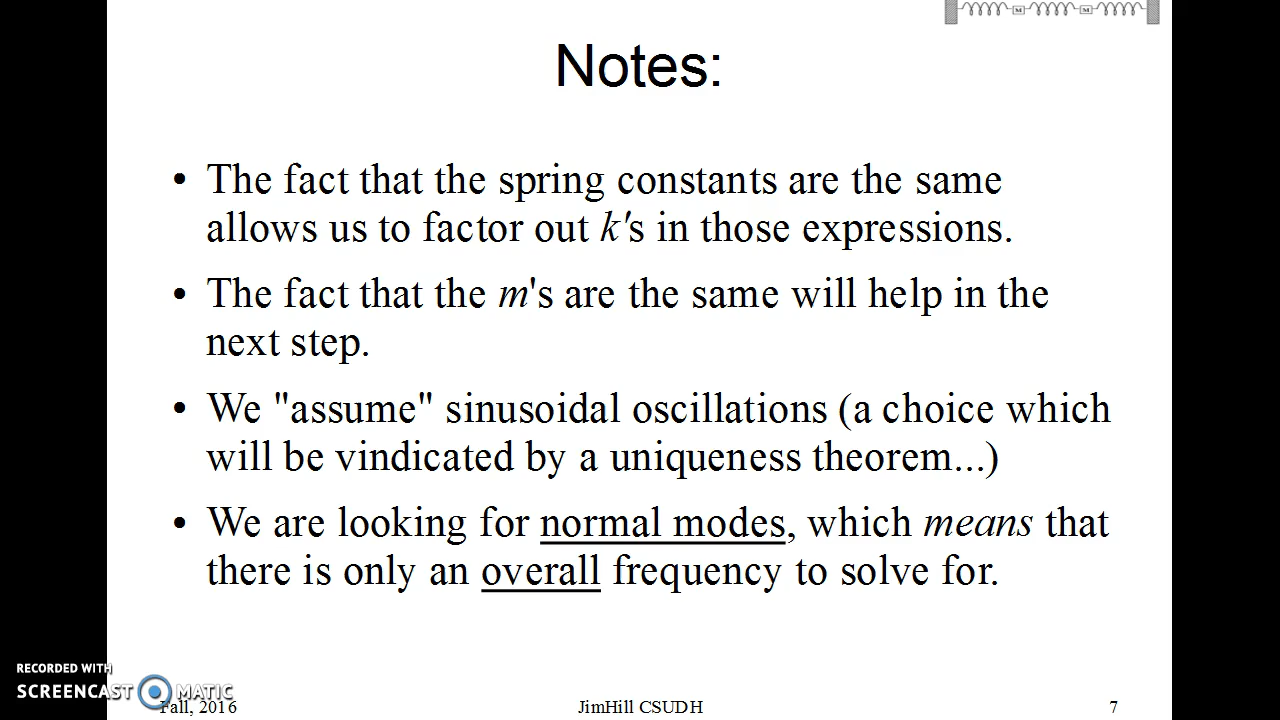 M M
Notes:
• The fact that the spring constants are the same
allows us to factor out k's in those expressions.
• The fact that the m's are the same will help in the
next step.
• We "assume" sinusoidal oscillations (a choice which
will be vindicated by a uniqueness theorem...)
• We are looking for normal modes, which means that
there is only an overall frequency to solve for.
RECORDED WITH
SCREENCAST MATIC
Fall, 2016 JimHill CSUDH 7